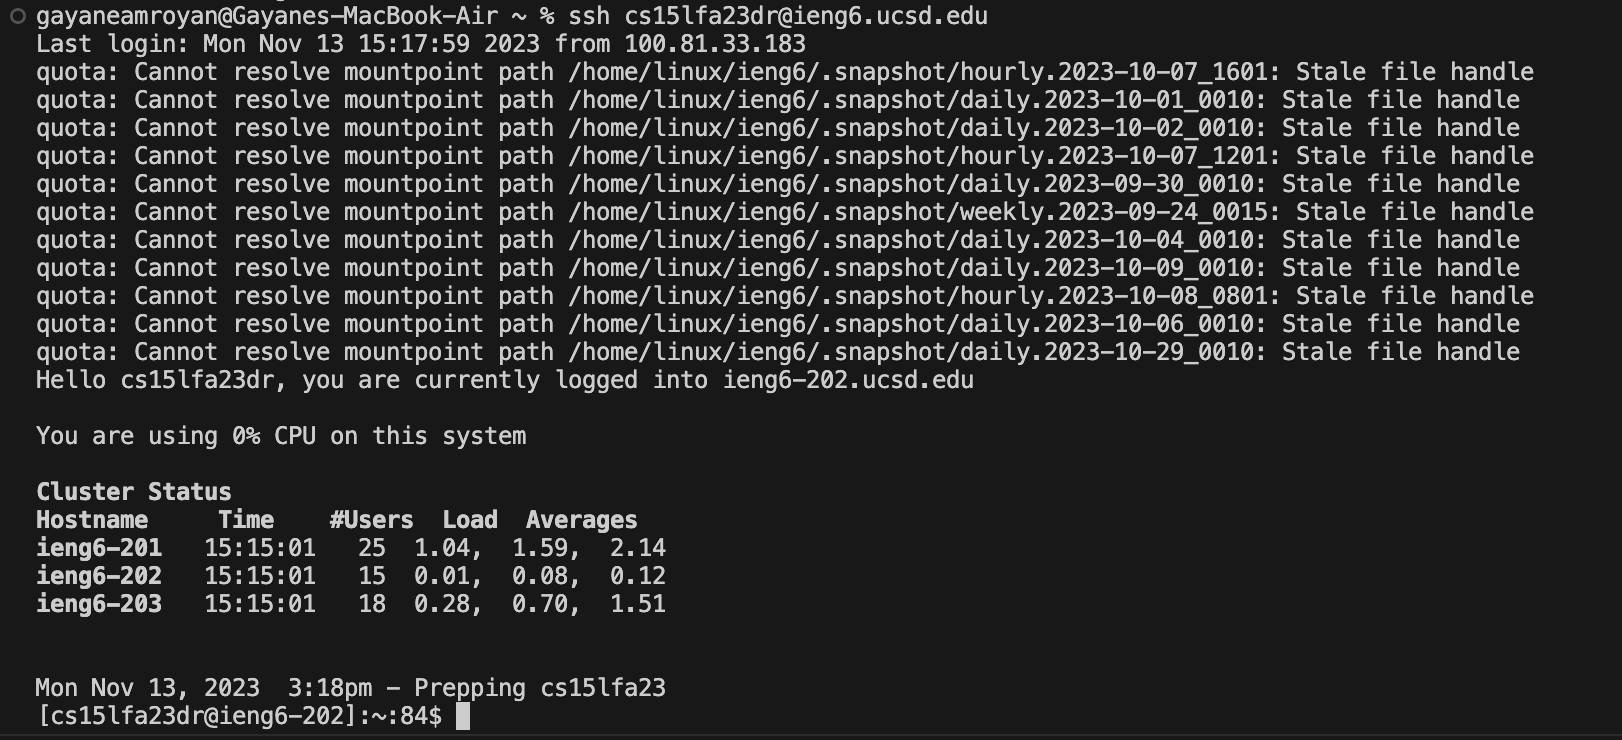 gayaneamroyan@Gayanes-MacBook-Air ~ % ssh cs15lfa23dr@ieng6.ucsd.edu
Last login: Mon Nov 13 15:17:59 2023 from 100.81.33.183
quota: Cannot resolve mountpoint path /home/linux/ieng6/.snapshot/hourly.2023-10-07_1601: Stale file handle
quota: Cannot resolve mountpoint path /home/linux/ieng6/.snapshot/daily.2023-10-01_0010: Stale file handle
quota: Cannot resolve mountpoint path /home/linux/ieng6/.snapshot/daily.2023-10-02_0010: Stale file handle
quota: Cannot resolve mountpoint path /home/linux/ieng6/.snapshot/hourly.2023-10-07_1201: Stale file handle
quota: Cannot resolve mountpoint path /home/linux/ieng6/.snapshot/daily.2023-09-30_0010: Stale file handle
quota: Cannot resolve mountpoint path /home/linux/ieng6/.snapshot/weekly.2023-09-24_0015: Stale file handle
quota: Cannot resolve mountpoint path /home/linux/ieng6/.snapshot/daily.2023-10-04_0010: Stale file handle
quota: Cannot resolve mountpoint path /home/linux/ieng6/.snapshot/daily.2023-10-09_0010: Stale file handle
quota: Cannot resolve mountpoint path /home/linux/ieng6/.snapshot/hourly.2023-10-08_0801: Stale file handle
quota: Cannot resolve mountpoint path /home/linux/ieng6/.snapshot/daily.2023-10-06_0010: Stale file handle
quota: Cannot resolve mountpoint path /home/linux/ieng6/.snapshot/daily.2023-10-29_0010: Stale file handle
Hello cs15lfa23dr, you are currently logged into ieng6-202.ucsd.edu
You are using 0% CPU on this system
Cluster Status
Hostname     Time    #Users  Load  Averages
ieng6-201   15:15:01   25  1.04,  1.59,  2.14
ieng6-202   15:15:01   15  0.01,  0.08,  0.12
ieng6-203   15:15:01   18  0.28,  0.70,  1.51
Mon Nov 13, 2023  3:18pm - Prepping cs15lfa23
[cs15lfa23dr@ieng6-202]:~:84$